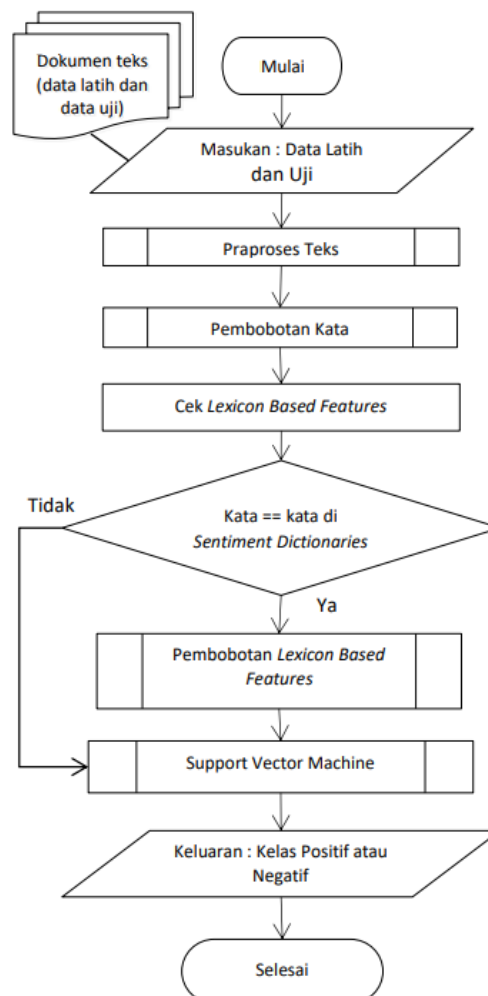 Dokumen teks
(data latih dan
data uji)
Mulai
Masukan : Data Latih
dan Uji
Praproses Teks
Pembobotan Kata
Cek Lexicon Based Features
Tidak
Kata == kata di
Sentiment Dictionaries
Ya
Pembobotan Lexicon Based
Features
Support Vector Machine
Keluaran : Kelas Positif atau
Negatif
Selesai